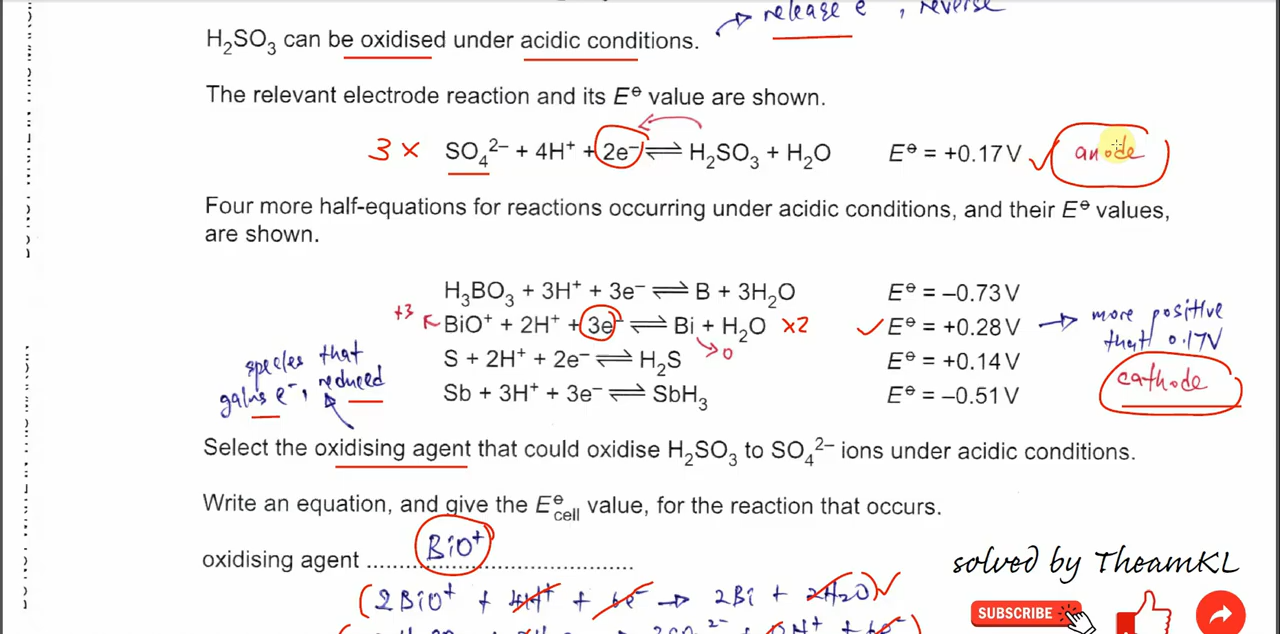 release e⁻, reverse
H₂SO₃ can be oxidised under acidic conditions.
The relevant electrode reaction and its E⦵ value are shown.
3 × SO₄²⁻ + 4H⁺ + 2e⁻ ⇌ H₂SO₃ + H₂O E⦵ = +0.17 V ✓ anode
Four more half-equations for reactions occurring under acidic conditions, and their E⦵ values,
are shown.
H₃BO₃ + 3H⁺ + 3e⁻ ⇌ B + 3H₂O E⦵ = –0.73 V
+3 BiO⁺ + 2H⁺ + 3e⁻ ⇌ Bi + H₂O ×2 ✓ E⦵ = +0.28 V → more positive
that 0.17V
0
S + 2H⁺ + 2e⁻ ⇌ H₂S E⦵ = +0.14 V
cathode
species that
gains e⁻, reduced
Sb + 3H⁺ + 3e⁻ ⇌ SbH₃ E⦵ = –0.51 V
Select the oxidising agent that could oxidise H₂SO₃ to SO₄²⁻ ions under acidic conditions.
Write an equation, and give the E⦵cell value, for the reaction that occurs.
oxidising agent .......... BiO⁺ ..........
solved by TheamKL
(2BiO⁺ + 4H⁺ + 6e⁻ → 2Bi + 2H₂O)
SUBSCRIBE